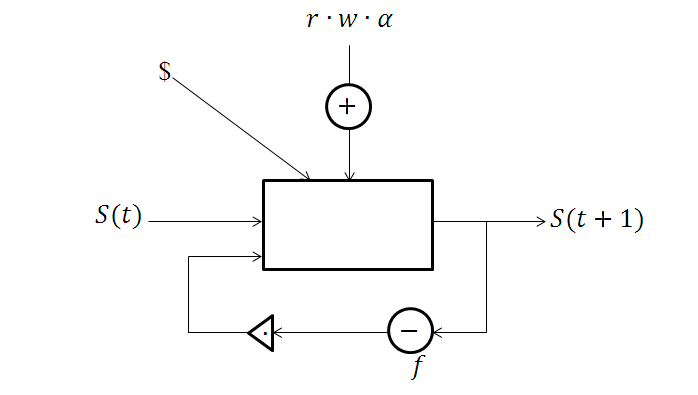 r · w · α
$
+
S(t)
S(t + 1)
·
−
f